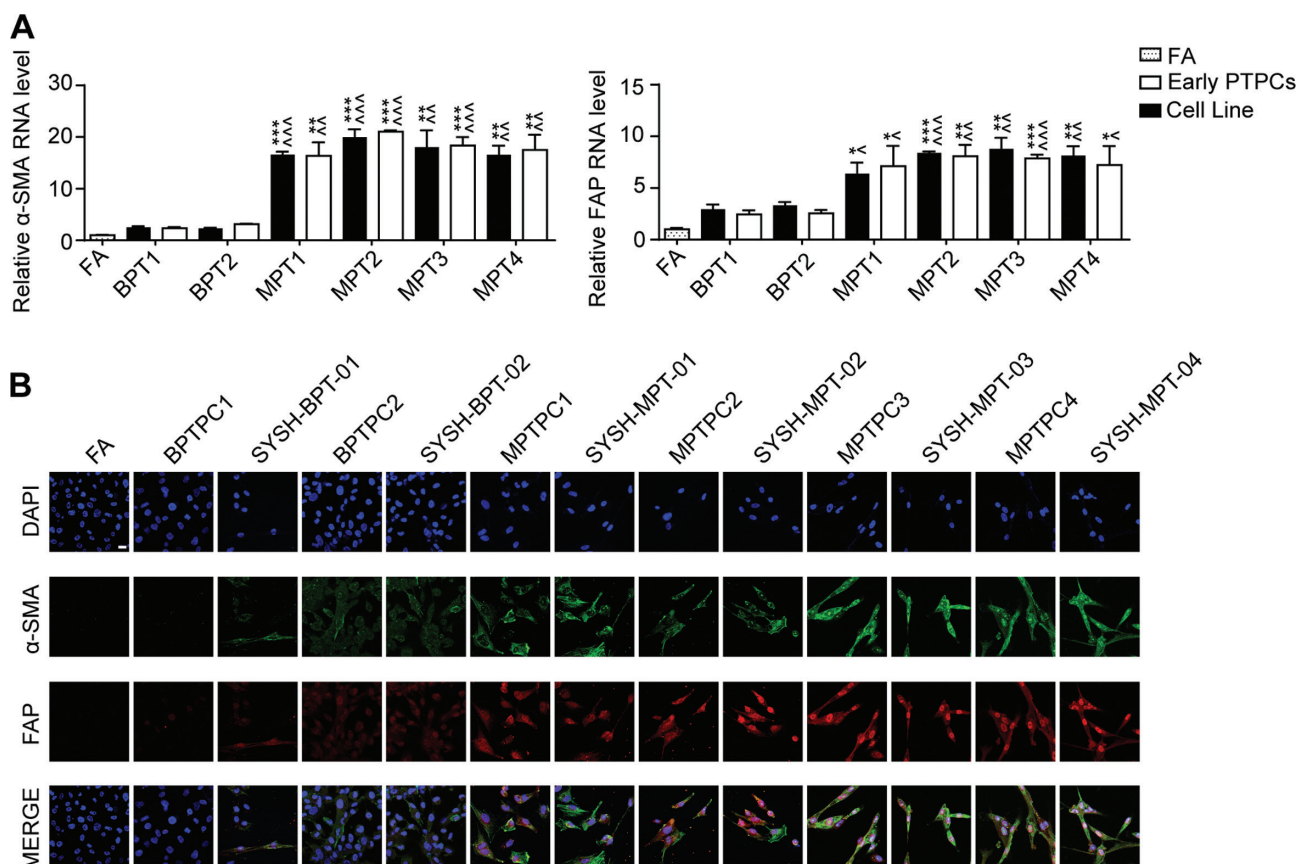 A
Relative α-SMA RNA level
30
20
10
0
***
^^^
**
^^
***
^^^
***
^^^
**
^^
***
^^^
**
^^
**
^^
FA
BPT1
BPT2
MPT1
MPT2
MPT3
MPT4
Relative FAP RNA level
15
10
5
0
*
^
*
^
***
^^^
**
^^
**
^^
***
^^^
**
^^
*
^
FA
BPT1
BPT2
MPT1
MPT2
MPT3
MPT4
FA
Early PTPCs
Cell Line
B
FA
BPTPC1
SYSH-BPT-01
BPTPC2
SYSH-BPT-02
MPTPC1
SYSH-MPT-01
MPTPC2
SYSH-MPT-02
MPTPC3
SYSH-MPT-03
MPTPC4
SYSH-MPT-04
DAPI
α-SMA
FAP
MERGE